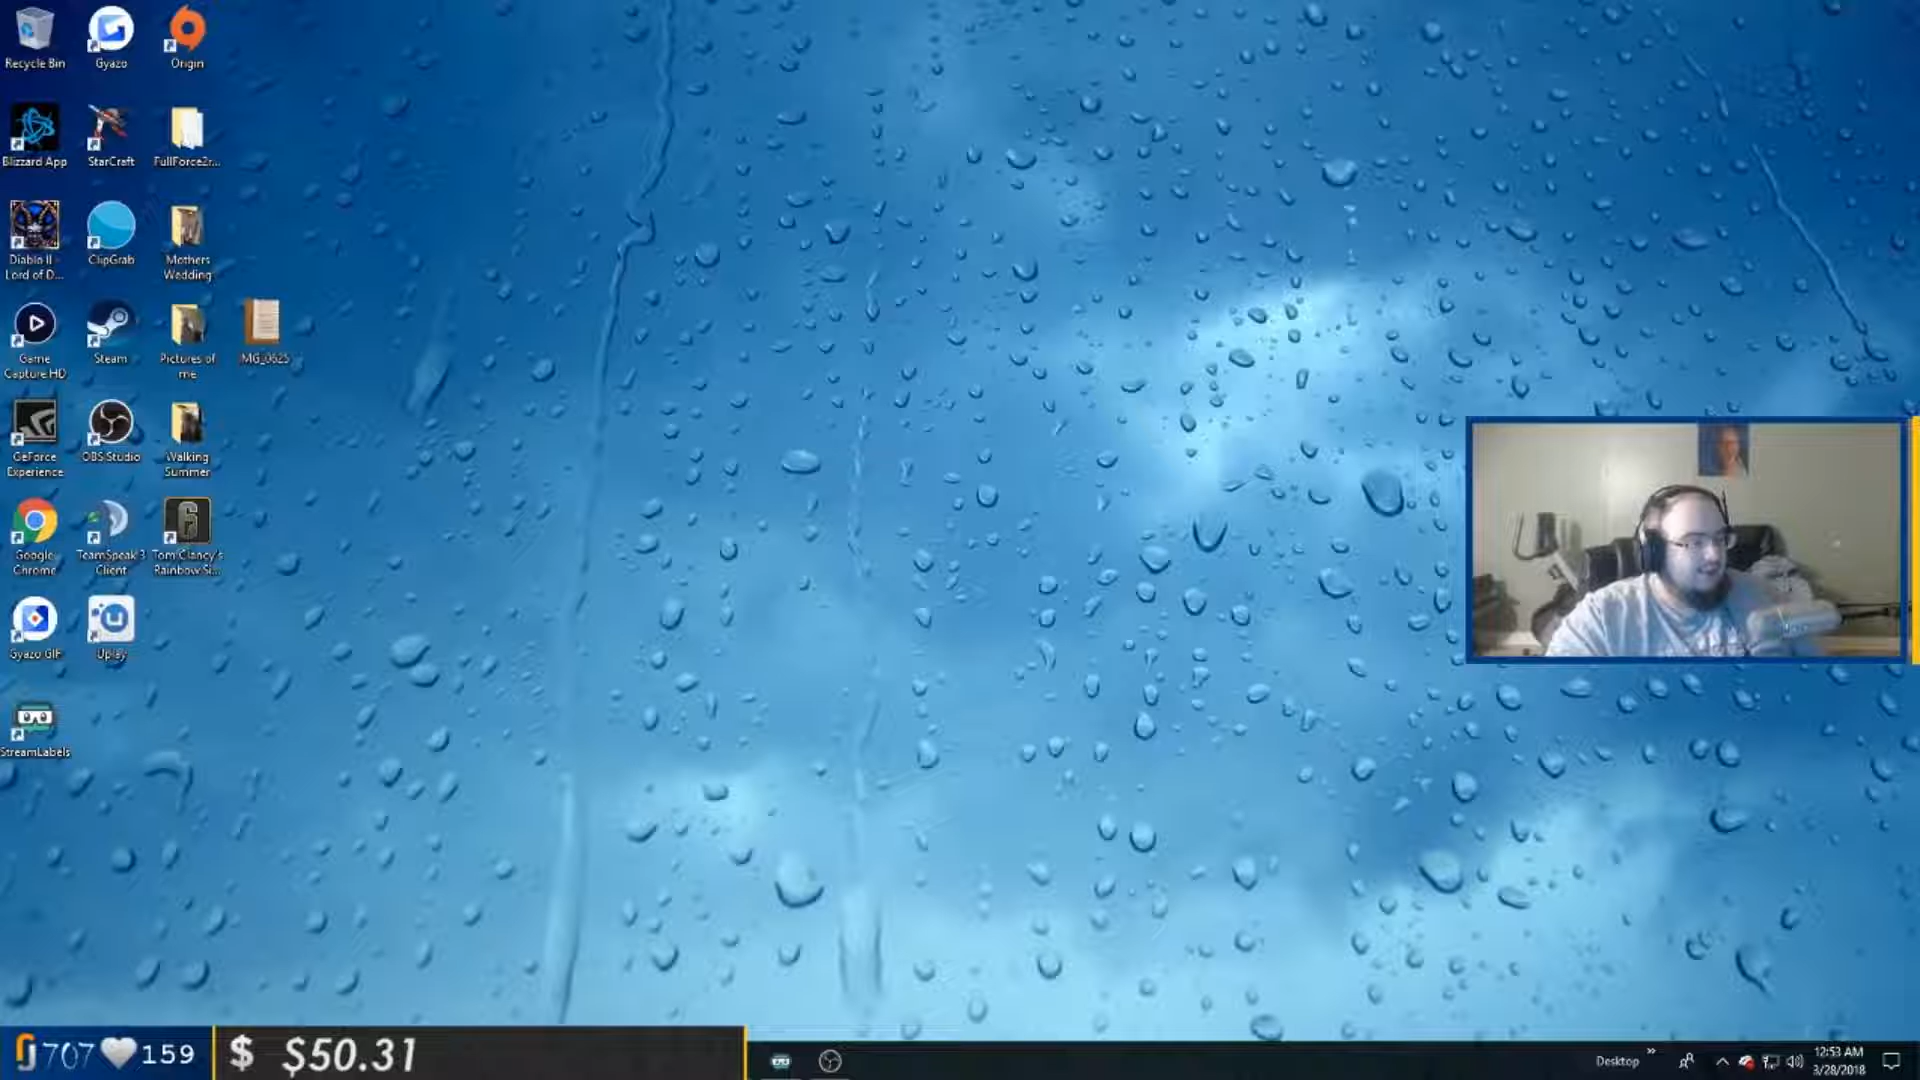 Recycle Bin
Gyazo
Origin
Blizzard App
StarCraft
FullForce2r...
Diablo II -
Lord of D...
ClipGrab
Mothers
Wedding
Game
Capture HD
Steam
Pictures of
me
IMG_0625
GeForce
Experience
OBS Studio
Walking
Summer
Google
Chrome
TeamSpeak 3
Client
Tom Clancy's
Rainbow Si...
Gyazo GIF
Uplay
StreamLabels
707 159
$ $50.31
Desktop
12:53 AM
3/28/2018